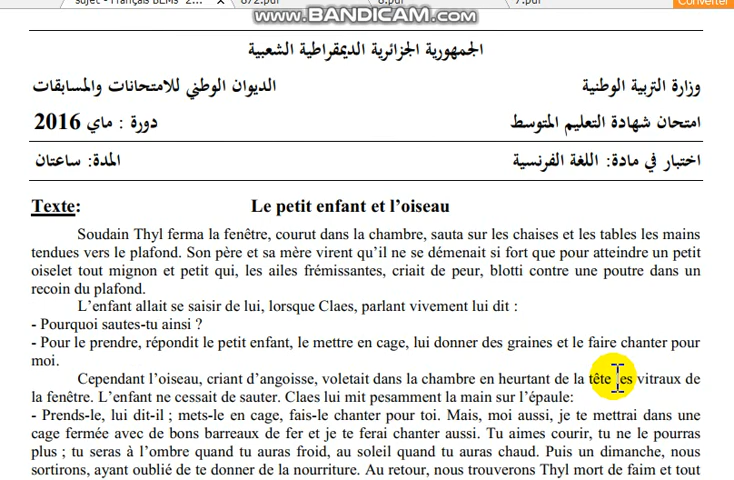 sujet - Français BEMs 2... x 872.pdf 8.pdf 7.pdf Converter
www.BANDICAM.com
الجمهورية الجزائرية الديمقراطية الشعبية
وزارة التربية الوطنية الديوان الوطني للامتحانات والمسابقات
امتحان شهادة التعليم المتوسط دورة : ماي 2016
اختبار في مادة: اللغة الفرنسية المدة: ساعتان
Texte: Le petit enfant et l’oiseau
Soudain Thyl ferma la fenêtre, courut dans la chambre, sauta sur les chaises et les tables les mains
tendues vers le plafond. Son père et sa mère virent qu’il ne se démenait si fort que pour atteindre un petit
oiselet tout mignon et petit qui, les ailes frémissantes, criait de peur, blotti contre une poutre dans un
recoin du plafond.
L’enfant allait se saisir de lui, lorsque Claes, parlant vivement lui dit :
- Pourquoi sautes-tu ainsi ?
- Pour le prendre, répondit le petit enfant, le mettre en cage, lui donner des graines et le faire chanter pour
moi.
Cependant l’oiseau, criant d’angoisse, voletait dans la chambre en heurtant de la tête les vitraux de
la fenêtre. L’enfant ne cessait de sauter. Claes lui mit pesamment la main sur l’épaule:
- Prends-le, lui dit-il ; mets-le en cage, fais-le chanter pour toi. Mais, moi aussi, je te mettrai dans une
cage fermée avec de bons barreaux de fer et je te ferai chanter aussi. Tu aimes courir, tu ne le pourras
plus ; tu seras à l’ombre quand tu auras froid, au soleil quand tu auras chaud. Puis un dimanche, nous
sortirons, ayant oublié de te donner de la nourriture. Au retour, nous trouverons Thyl mort de faim et tout